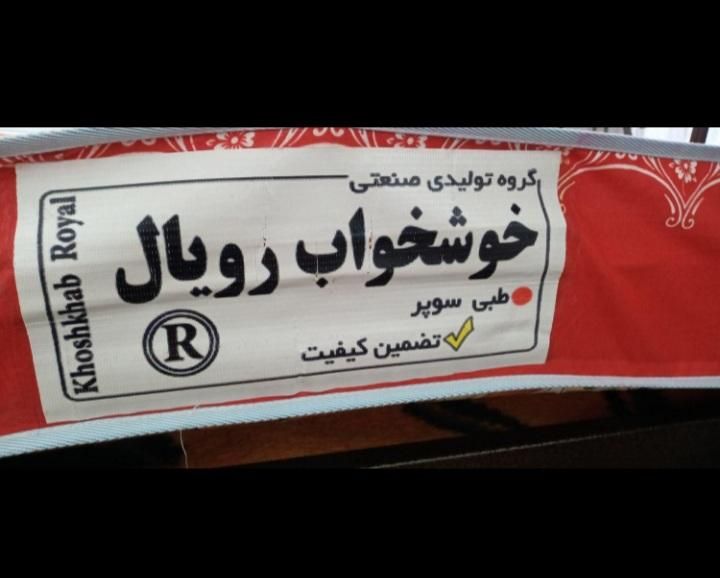 گروه تولیدی صنعتی
خوشخواب رویال
طبی سوپر
تضمین کیفیت
R
Khoshkhab Royal